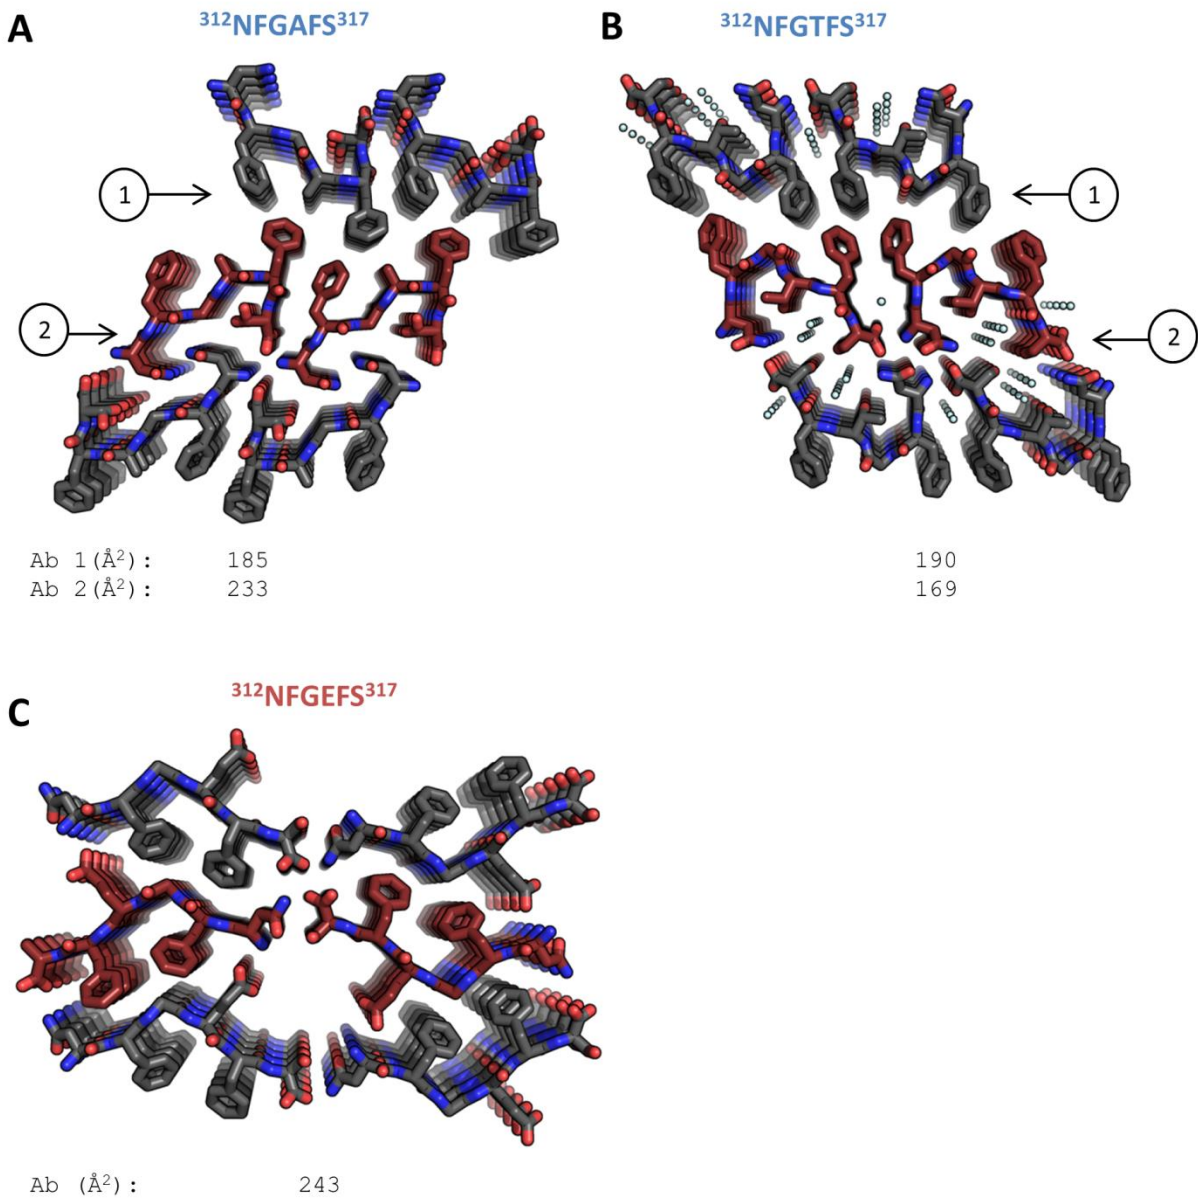 A
³¹²NFGAFS³¹⁷
B
³¹²NFGTFS³¹⁷
1
1
2
2
Ab 1(Å²): 185 190
Ab 2(Å²): 233 169
³¹²NFGEFS³¹⁷
C
Ab (Å²): 243